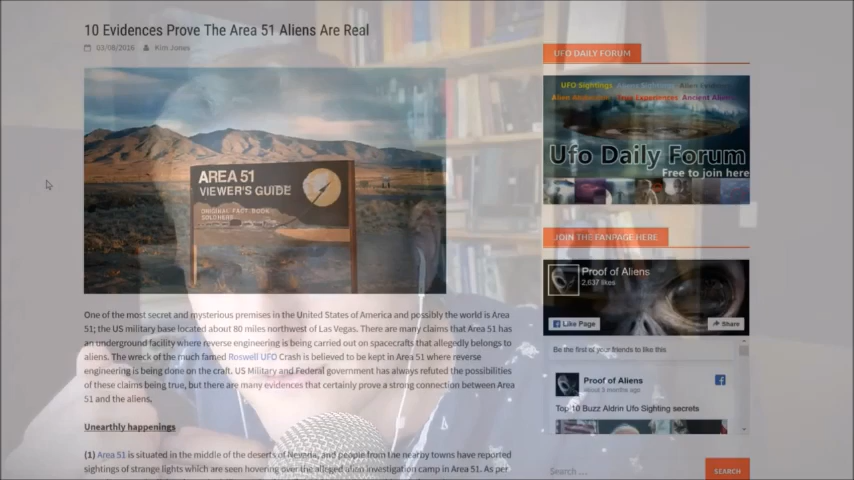 10 Evidences Prove The Area 51 Aliens Are Real
03/08/2016 Kim Jones
AREA 51
VIEWER'S GUIDE
One of the most secret and mysterious premises in the United States of America and possibly the world is Area
51; the US military base located about 80 miles northwest of Las Vegas. There are many claims that Area 51 has
an underground facility where reverse engineering is being carried out on spacecrafts that allegedly belongs to
aliens. The wreck of the much famed Roswell UFO Crash is believed to be kept in Area 51 where reverse
engineering is being done on the craft. US Military and Federal government has always refuted the possibilities
of these claims being true, but there are many evidences that certainly prove a strong connection between Area
51 and the aliens.
Unearthly happenings
(1) Area 51 is situated in the middle of the deserts of Nevada, and people from the nearby towns have reported
sightings of strange lights which are seen hovering over the alleged alien investigation camp in Area 51. As per
UFO DAILY FORUM
UFO Sightings
Ufo Daily Forum
Free to join here
JOIN THE FANPAGE HERE
Proof of Aliens
2,637 likes
Like Page
Share
Be the first of your friends to like this
Proof of Aliens
about 3 months ago
Top 10 Buzz Aldrin Ufo Sighting secrets
Search ...
SEARCH